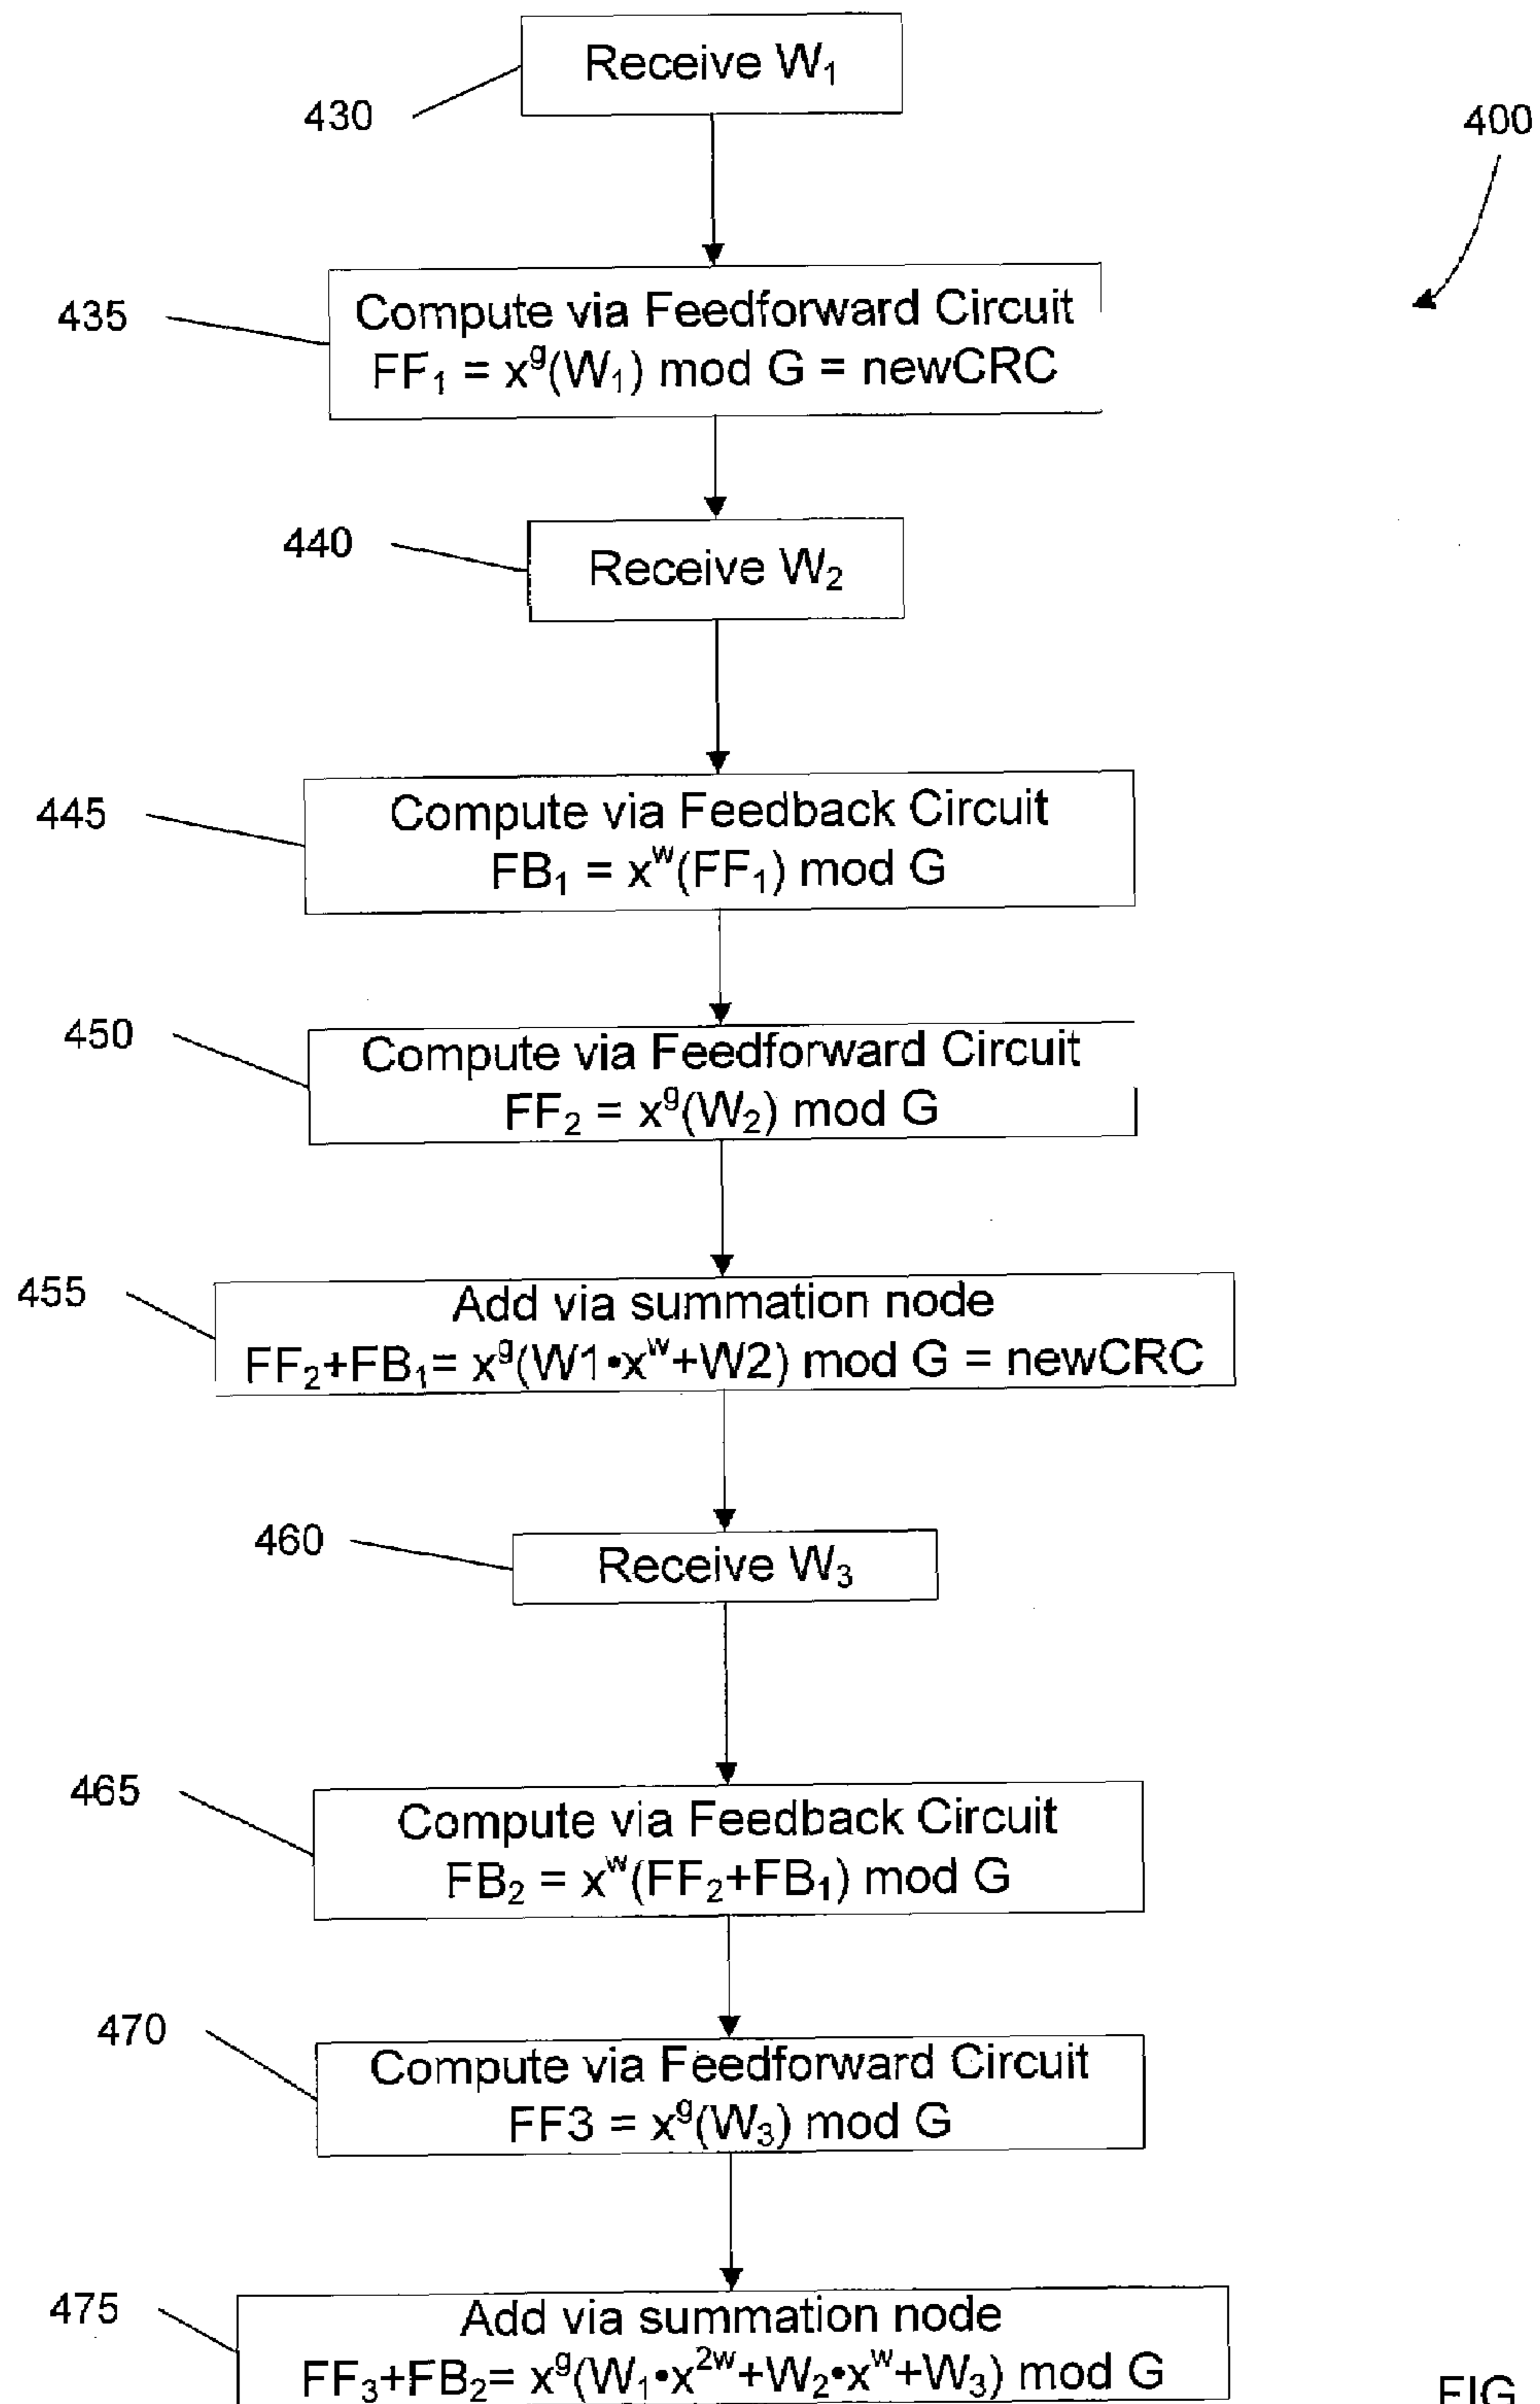 Receive W₁
430
400
435
Compute via Feedforward Circuit
FF₁ = xᵍ(W₁) mod G = newCRC
440
Receive W₂
445
Compute via Feedback Circuit
FB₁ = xʷ(FF₁) mod G
450
Compute via Feedforward Circuit
FF₂ = xᵍ(W₂) mod G
455
Add via summation node
FF₂+FB₁= xᵍ(W1•xʷ+W2) mod G = newCRC
460
Receive W₃
465
Compute via Feedback Circuit
FB₂ = xʷ(FF₂+FB₁) mod G
470
Compute via Feedforward Circuit
FF3 = xᵍ(W₃) mod G
475
Add via summation node
FF₃+FB₂= xᵍ(W₁•x²ʷ+W₂•xʷ+W₃) mod G
FIG